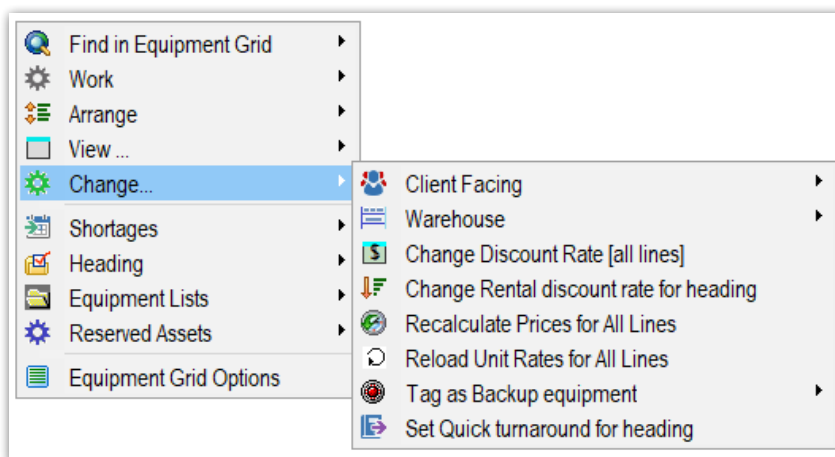 Find in Equipment Grid
Work
Arrange
View ...
Change...
Shortages
Heading
Equipment Lists
Reserved Assets
Equipment Grid Options
Client Facing
Warehouse
Change Discount Rate [all lines]
Change Rental discount rate for heading
Recalculate Prices for All Lines
Reload Unit Rates for All Lines
Tag as Backup equipment
Set Quick turnaround for heading